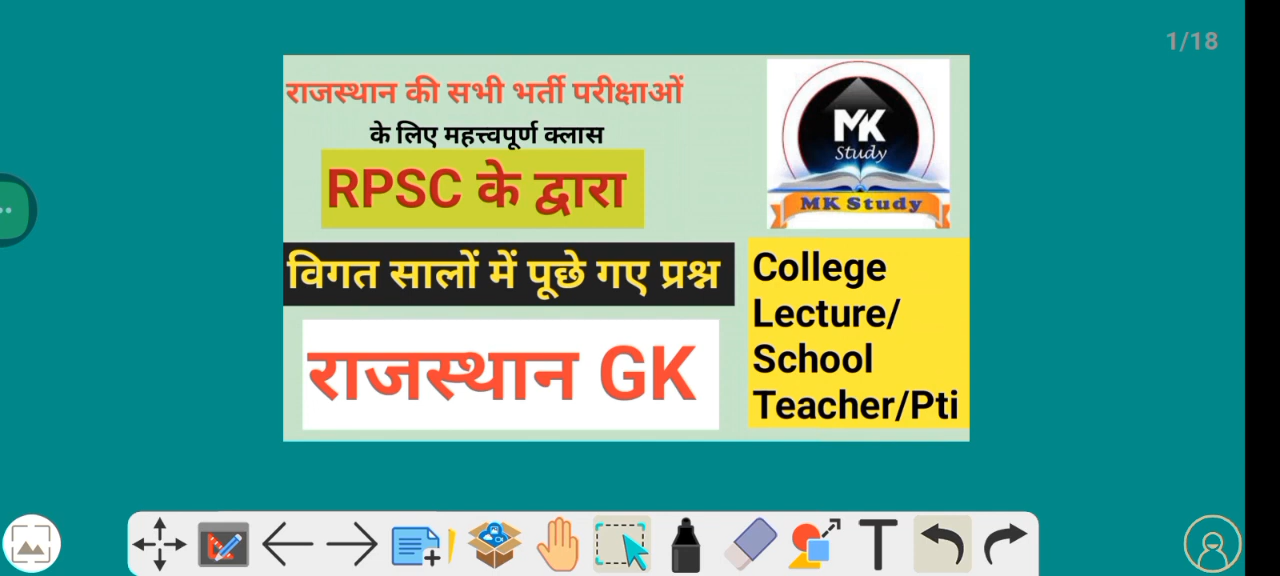 1/18
राजस्थान की सभी भर्ती परीक्षाओं
के लिए महत्त्वपूर्ण क्लास
RPSC के द्वारा
विगत सालों में पूछे गए प्रश्न
राजस्थान GK
MK
Study
MK Study
College
Lecture/
School
Teacher/Pti
T